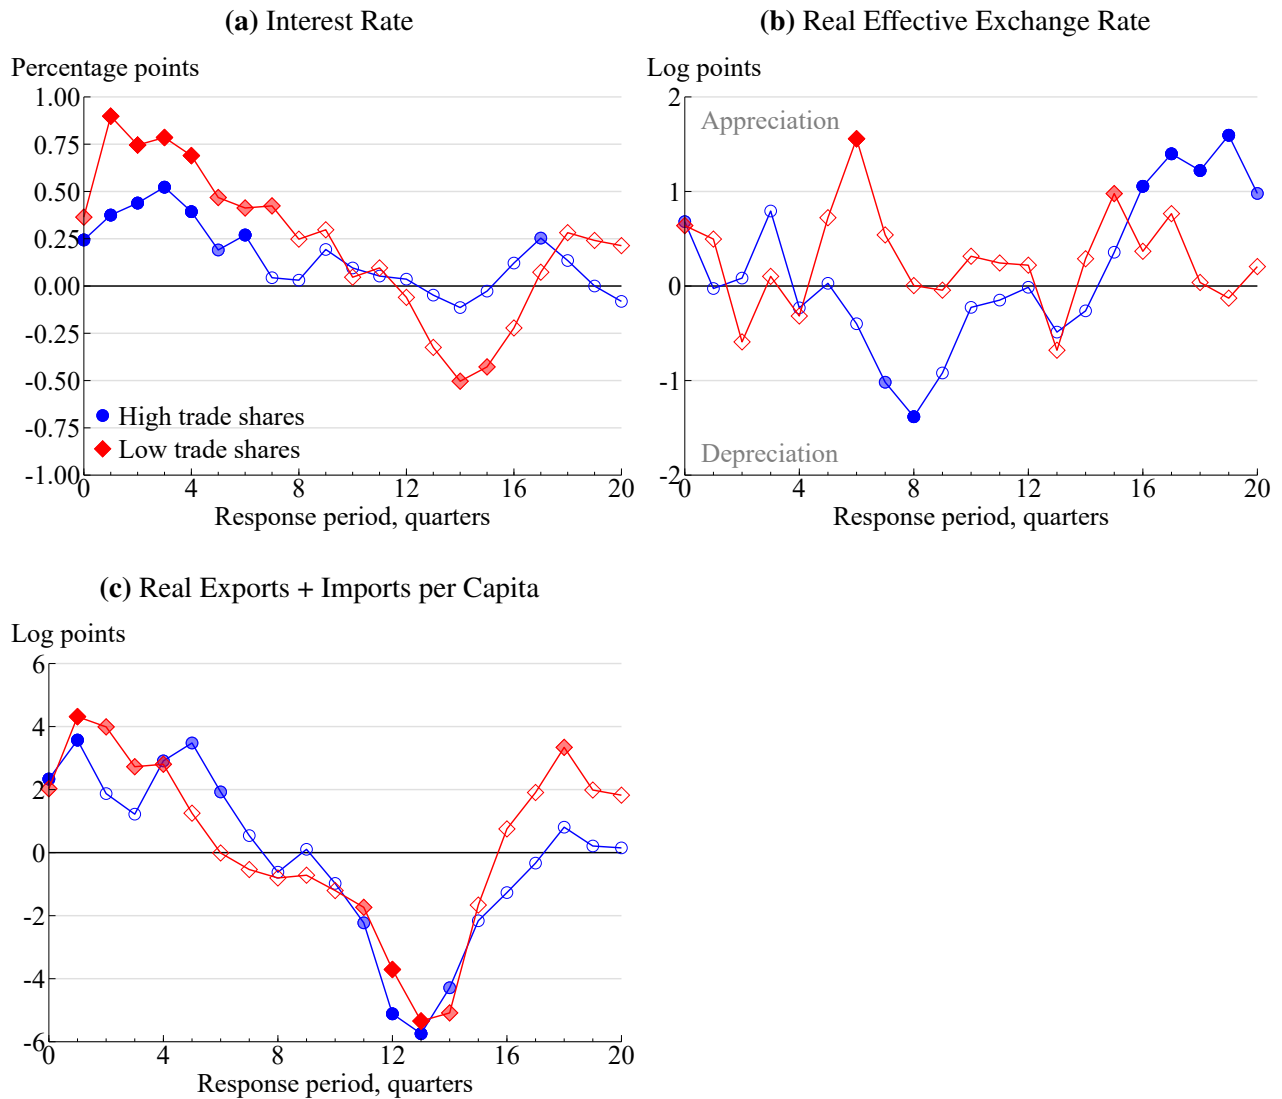 (a) Interest Rate
Percentage points
1.00
0.75
0.50
0.25
0.00
-0.25
-0.50
-0.75
-1.00
High trade shares
Low trade shares
0 4 8 12 16 20
Response period, quarters
(b) Real Effective Exchange Rate
Log points
2
1
0
-1
-2
Appreciation
Depreciation
0 4 8 12 16 20
Response period, quarters
(c) Real Exports + Imports per Capita
Log points
6
4
2
0
-2
-4
-6
0 4 8 12 16 20
Response period, quarters